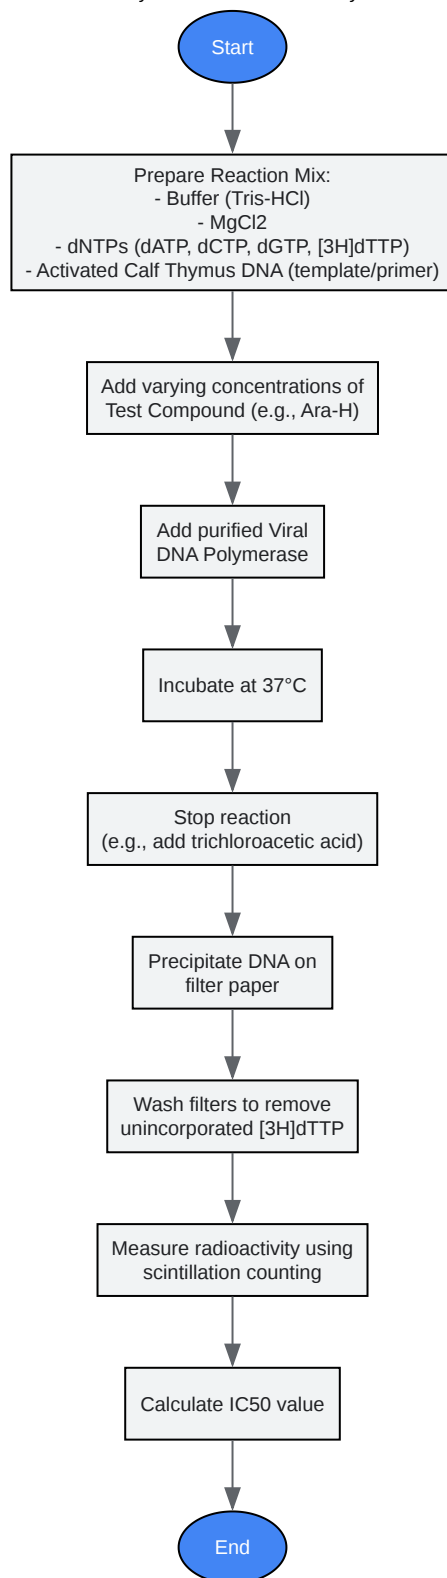 Start
Prepare Reaction Mix:
- Buffer (Tris-HCl)
- MgCl2
- dNTPs (dATP, dCTP, dGTP, [3H]dTTP)
- Activated Calf Thymus DNA (template/primer)
Add varying concentrations of
Test Compound (e.g., Ara-H)
Add purified Viral
DNA Polymerase
Incubate at 37°C
Stop reaction
(e.g., add trichloroacetic acid)
Precipitate DNA on
filter paper
Wash filters to remove
unincorporated [3H]dTTP
Measure radioactivity using
scintillation counting
Calculate IC50 value
End